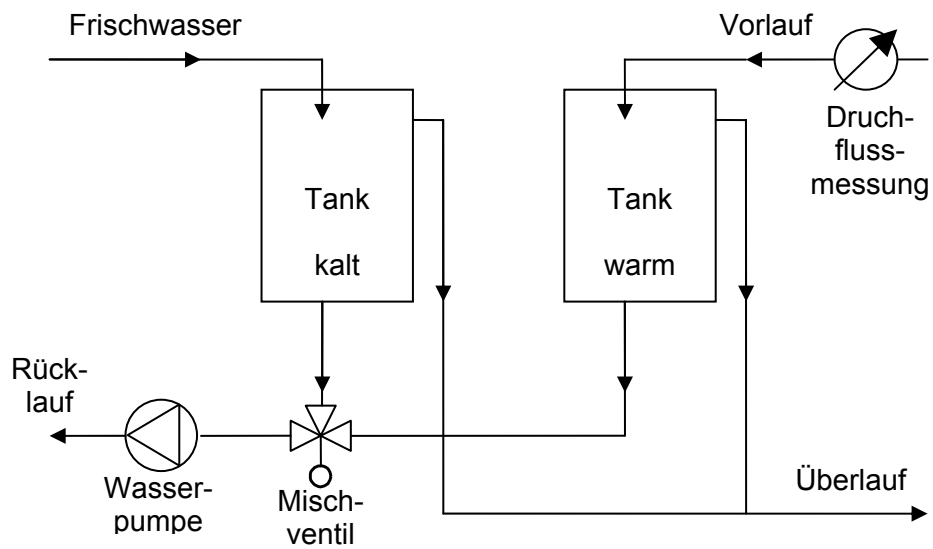 Frischwasser
Vorlauf
Druch-
fluss-
messung
Tank
kalt
Tank
warm
Rück-
lauf
Wasser-
pumpe
Misch-
ventil
Überlauf